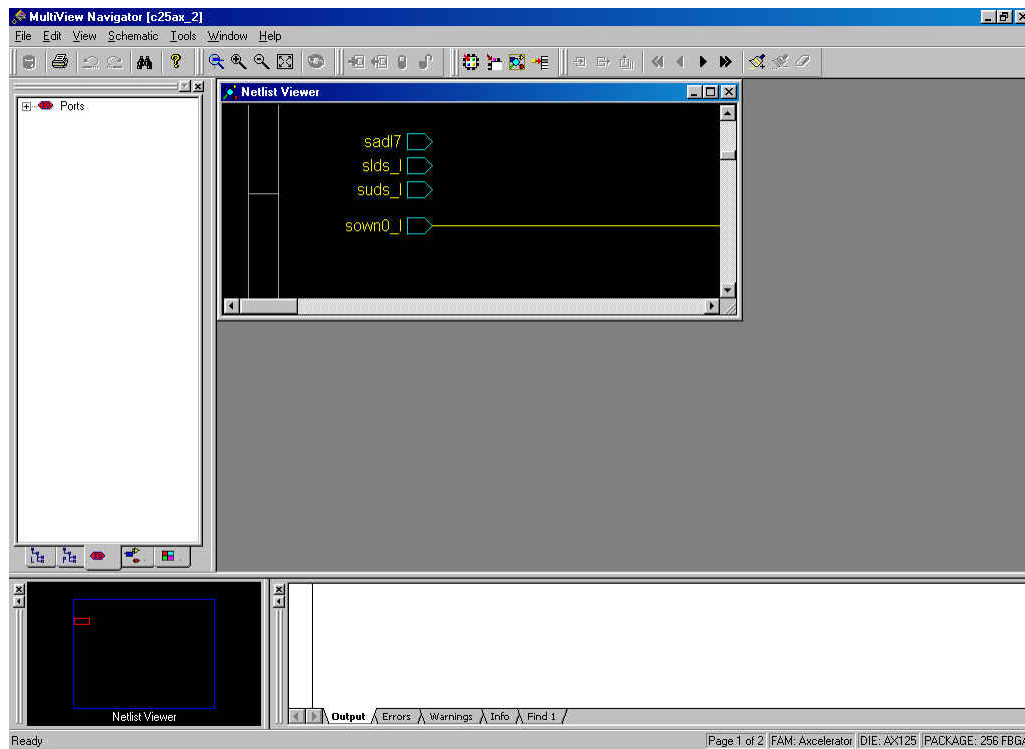 MultiView Navigator [c25ax_2]
File Edit View Schematic Tools Window Help
Ports
Netlist Viewer
sadl7
slds_l
suds_l
sown0_l
Netlist Viewer
Output Errors Warnings Info Find 1
Ready
Page 1 of 2 FAM: Axcelerator DIE: AX125 PACKAGE: 256 FBGA